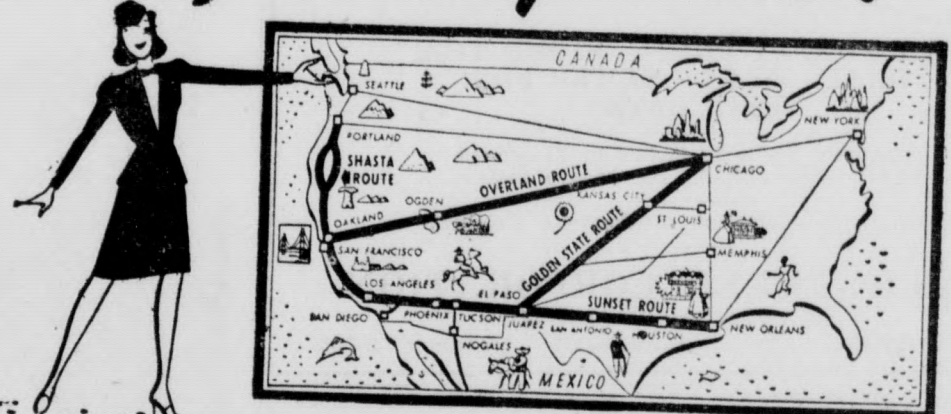 CANADA
SEATTLE
NEW YORK
PORTLAND
CHICAGO
SHASTA
ROUTE
OVERLAND ROUTE
KANSAS CITY
OGDEN
ST. LOUIS
OAKLAND
GOLDEN STATE ROUTE
SAN FRANCISCO
MEMPHIS
LOS ANGELES
EL PASO
SUNSET ROUTE
SAN DIEGO
PHOENIX
TUCSON
JUAREZ
SAN ANTONIO
HOUSTON
NEW ORLEANS
NOGALES
MEXICO